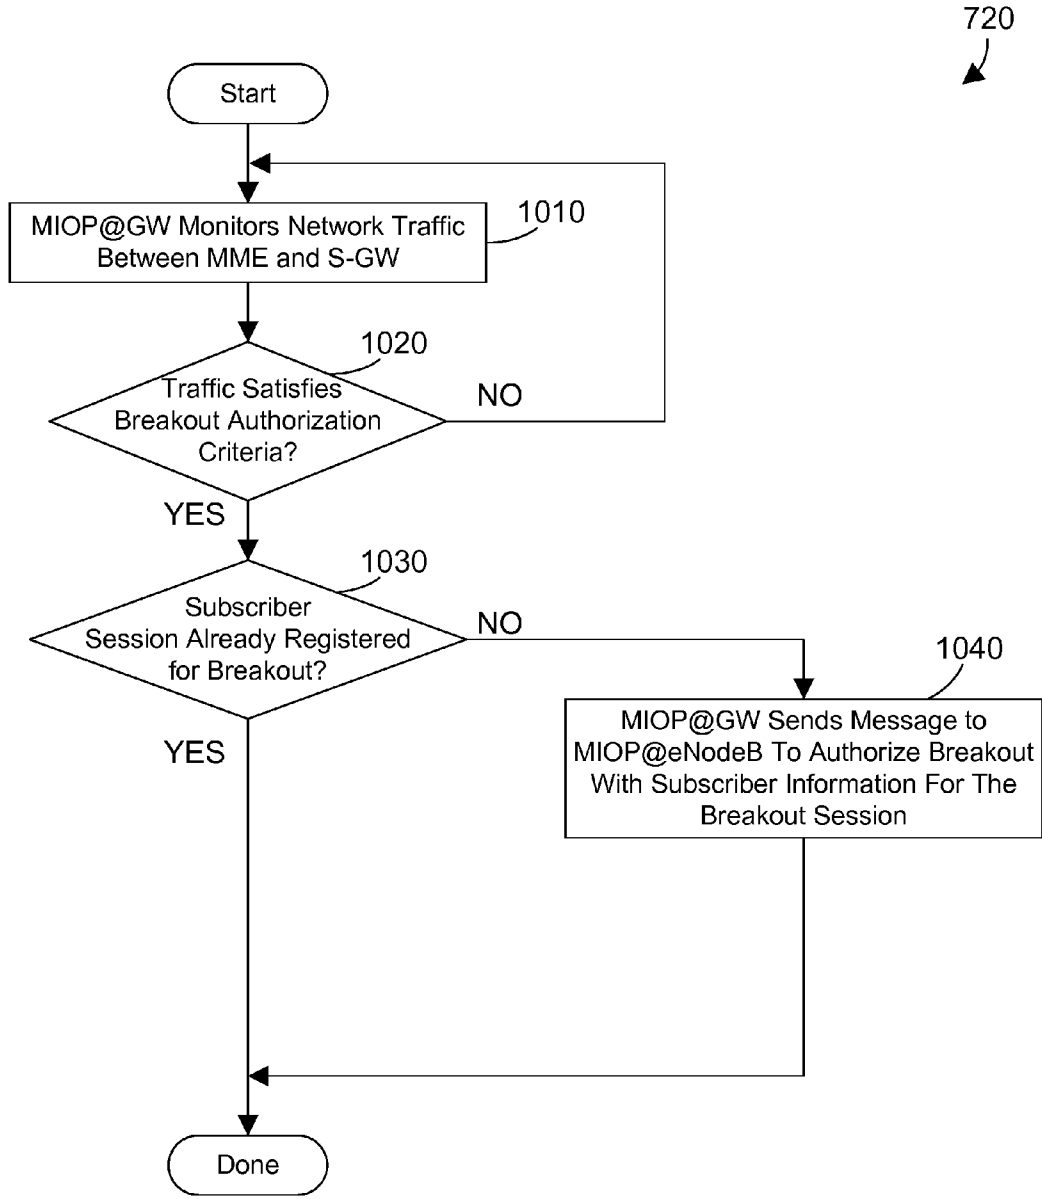 720
Start
MIOP@GW Monitors Network Traffic
Between MME and S-GW
1010
1020
Traffic Satisfies
Breakout Authorization
Criteria?
NO
YES
1030
Subscriber
Session Already Registered
for Breakout?
NO
YES
1040
MIOP@GW Sends Message to
MIOP@eNodeB To Authorize Breakout
With Subscriber Information For The
Breakout Session
Done